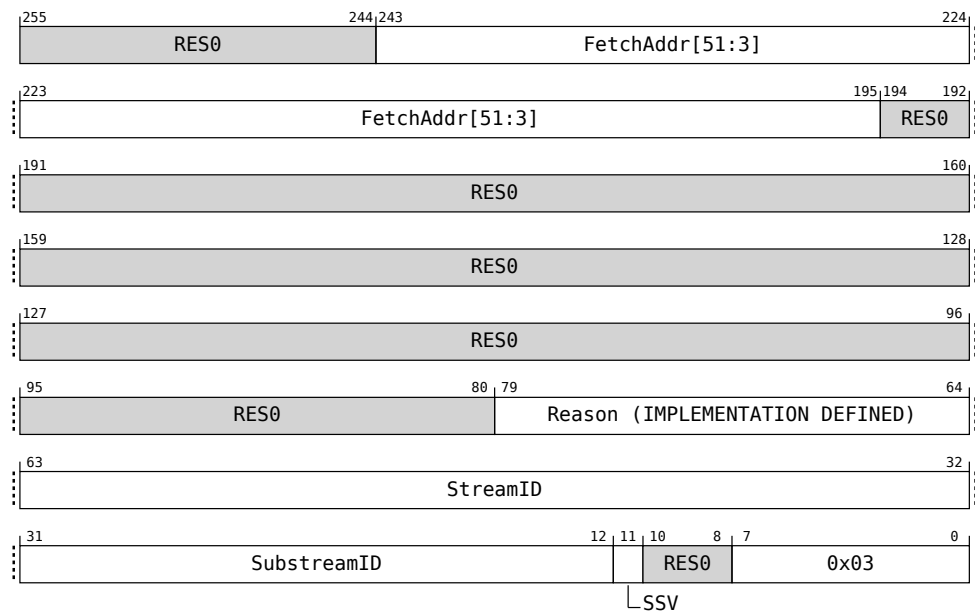 255 244 243 224
RES0 FetchAddr[51:3]
223 195 194 192
FetchAddr[51:3] RES0
191 160
RES0
159 128
RES0
127 96
RES0
95 80 79 64
RES0 Reason (IMPLEMENTATION DEFINED)
63 32
StreamID
31 12 11 10 8 7 0
SubstreamID RES0 0x03
SSV